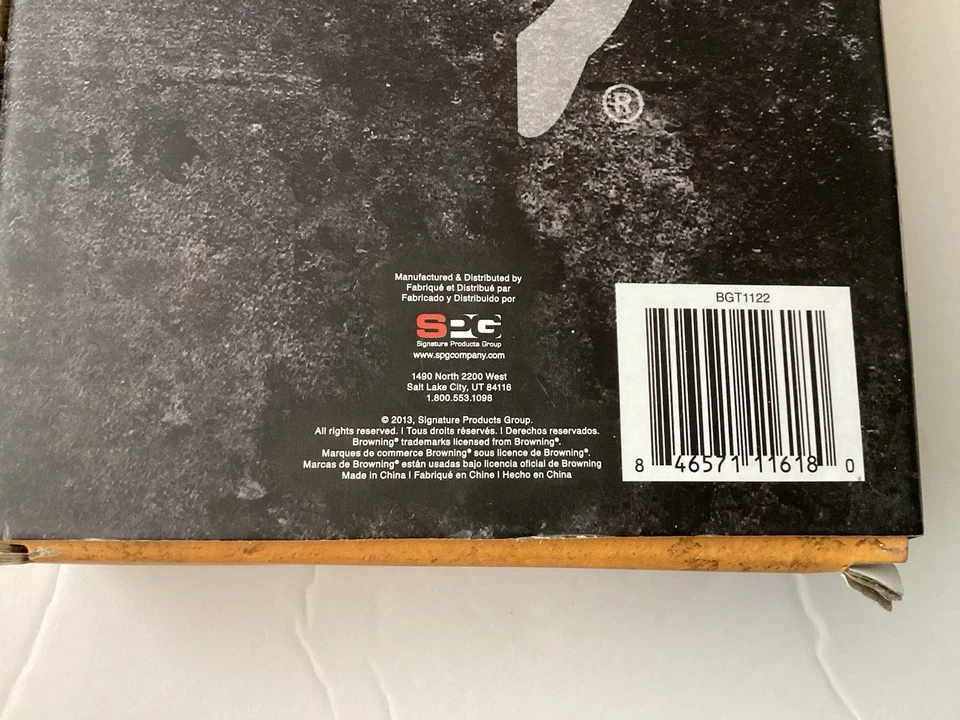 ®
Manufactured & Distributed by
Fabriqué et Distribué par
Fabricado y Distribuido por
SPG
Signature Products Group
www.spgcompany.com
1490 North 2200 West
Salt Lake City, UT 84116
1.800.553.1098
© 2013, Signature Products Group.
All rights reserved. I Tous droits résérvés. I Derechos reservados.
Browning® trademarks licensed from Browning®.
Marques de commerce Browning® sous licence de Browning®.
Marcas de Browning® están usadas bajo licencia oficial de Browning
Made in China I Fabriqué en Chine I Hecho en China
BGT1122
8 46571 11618 0